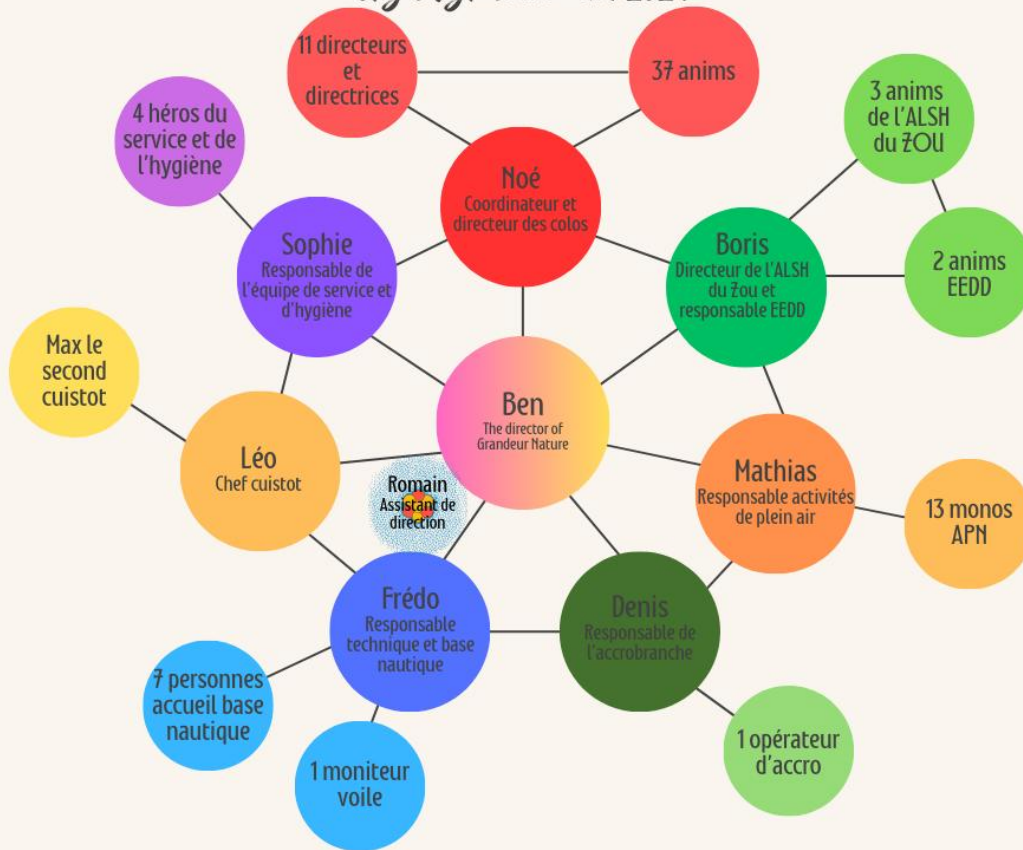 11 directeurs
et
directrices
37 anims
3 anims
de l'ALSH
du ZOU
4 héros du
service et de
l'hygiène
Noé
Coordinateur et
directeur des colos
Sophie
Responsable de
l'équipe de service et
d'hygiène
Boris
Directeur de l'ALSH
du Zou et
responsable EEDD
2 anims
EEDD
Max le
second
cuistot
Ben
The director of
Grandeur Nature
Léo
Chef cuistot
Romain
Assistant de
direction
Mathias
Responsable activités
de plein air
13 monos
APN
Frédo
Responsable
technique et base
nautique
Denis
Responsable de
l'accrobranche
7 personnes
accueil base
nautique
1 moniteur
voile
1 opérateur
d'accro